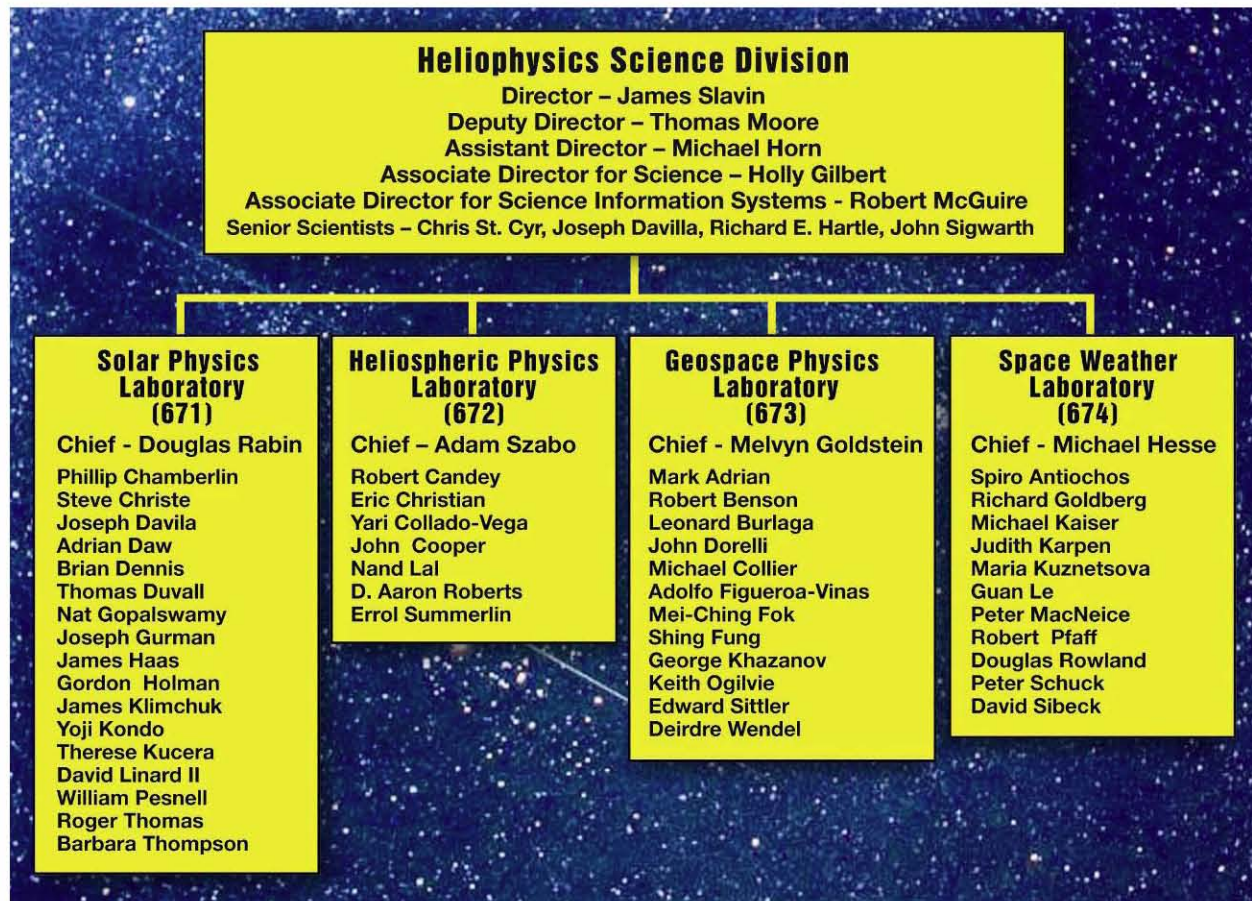 Heliophysics Science Division
Director – James Slavin
Deputy Director – Thomas Moore
Assistant Director – Michael Horn
Associate Director for Science – Holly Gilbert
Associate Director for Science Information Systems - Robert McGuire
Senior Scientists – Chris St. Cyr, Joseph Davilla, Richard E. Hartle, John Sigwarth
Solar Physics
Laboratory
(671)
Chief - Douglas Rabin
Phillip Chamberlin
Steve Christe
Joseph Davila
Adrian Daw
Brian Dennis
Thomas Duvall
Nat Gopalswamy
Joseph Gurman
James Haas
Gordon Holman
James Klimchuk
Yoji Kondo
Therese Kucera
David Linard II
William Pesnell
Roger Thomas
Barbara Thompson
Heliospheric Physics
Laboratory
(672)
Chief – Adam Szabo
Robert Candey
Eric Christian
Yari Collado-Vega
John Cooper
Nand Lal
D. Aaron Roberts
Errol Summerlin
Geospace Physics
Laboratory
(673)
Chief - Melvyn Goldstein
Mark Adrian
Robert Benson
Leonard Burlaga
John Dorelli
Michael Collier
Adolfo Figueroa-Vinas
Mei-Ching Fok
Shing Fung
George Khazanov
Keith Ogilvie
Edward Sittler
Deirdre Wendel
Space Weather
Laboratory
(674)
Chief - Michael Hesse
Spiro Antiochos
Richard Goldberg
Michael Kaiser
Judith Karpen
Maria Kuznetsova
Guan Le
Peter MacNeice
Robert Pfaff
Douglas Rowland
Peter Schuck
David Sibeck